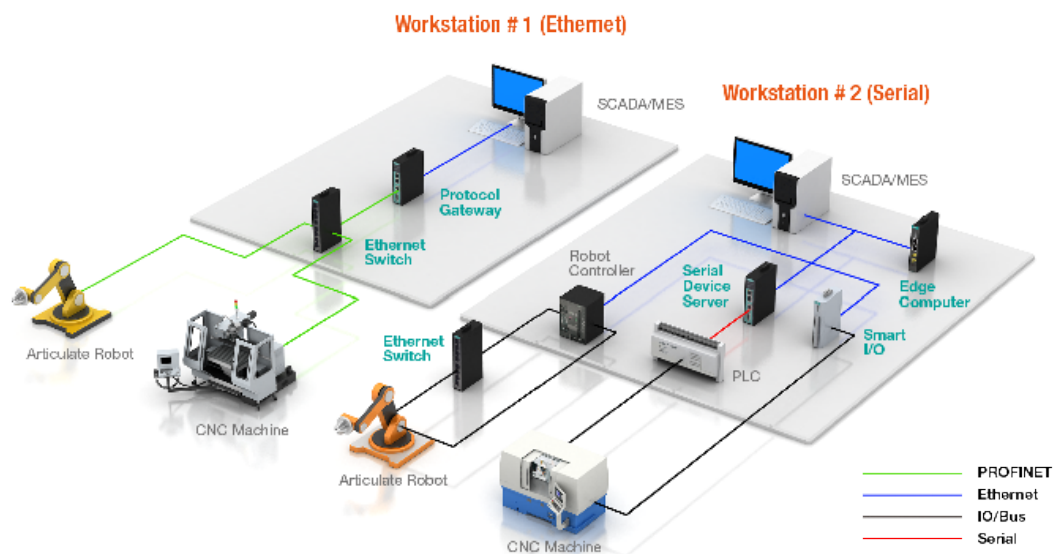 Workstation # 1 (Ethernet)
SCADA/MES
Protocol
Gateway
Ethernet
Switch
Articulate Robot
CNC Machine
Workstation # 2 (Serial)
SCADA/MES
Robot
Controller
Serial
Device
Server
Edge
Computer
Ethernet
Switch
Smart
I/O
PLC
Articulate Robot
CNC Machine
PROFINET
Ethernet
IO/Bus
Serial